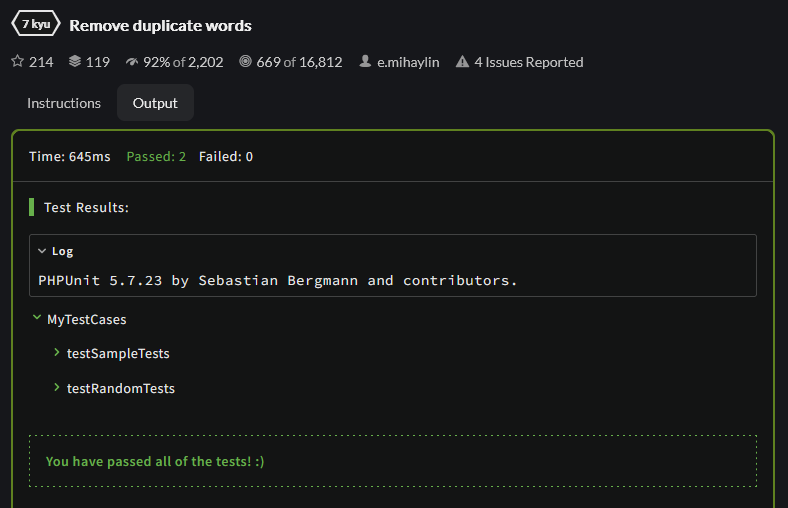 7 kyu Remove duplicate words
214 119 92% of 2,202 669 of 16,812 e.mihaylin 4 Issues Reported
Instructions Output
Time: 645ms Passed: 2 Failed: 0
Test Results:
Log
PHPUnit 5.7.23 by Sebastian Bergmann and contributors.
MyTestCases
testSampleTests
testRandomTests
You have passed all of the tests! :)